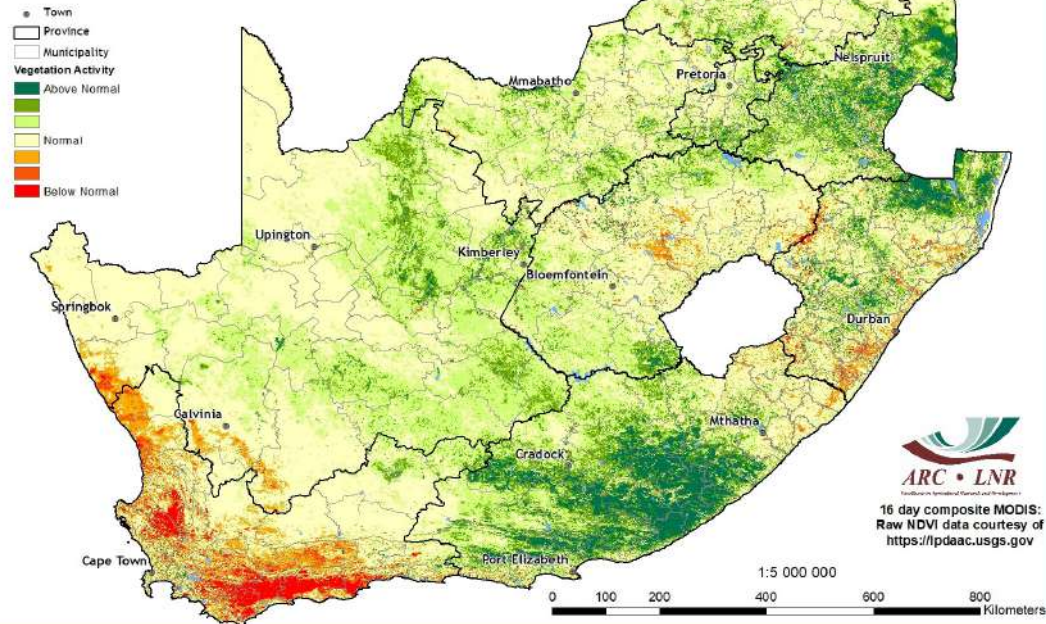 Town
Province
Municipality
Vegetation Activity
Above Normal
Normal
Below Normal
Nelspruit
Pretoria
Mmabatho
Upington
Kimberley
Bloemfontein
Springbok
Durban
Calvinia
Mthatha
Cradock
Port Elizabeth
Cape Town
ARC • LNR
16 day composite MODIS:
Raw NDVI data courtesy of
https://lpdaac.usgs.gov
1:5 000 000
0 100 200 400 600 800
Kilometers